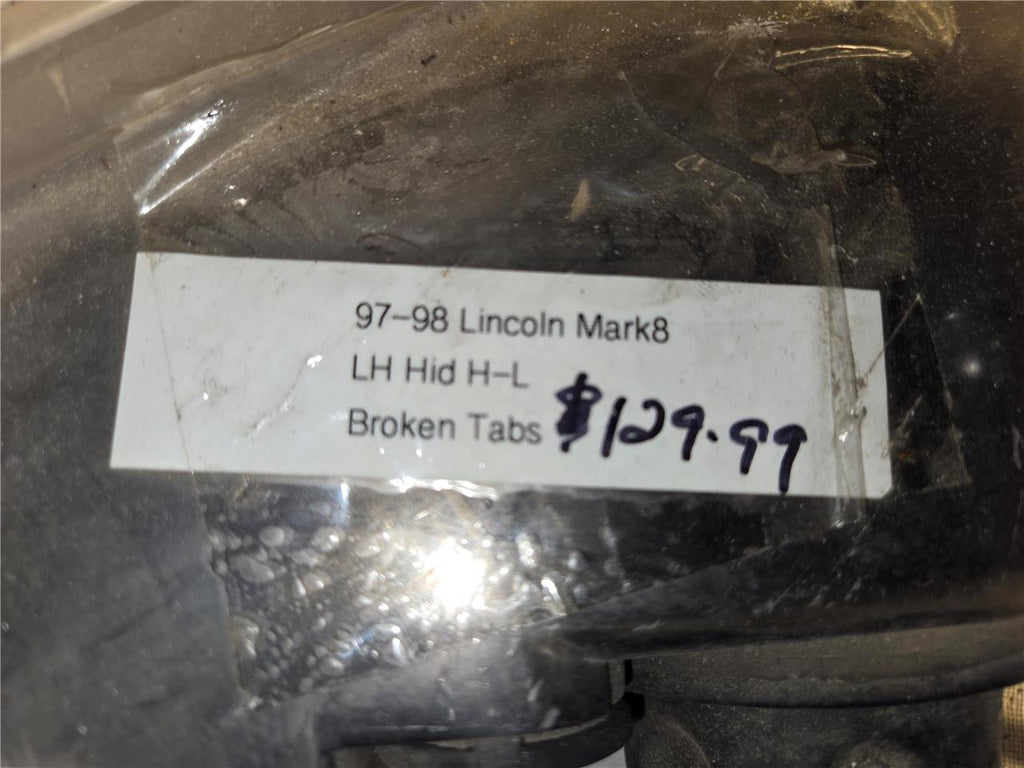 97-98 Lincoln Mark8
LH Hid H-L
Broken Tabs $129.99